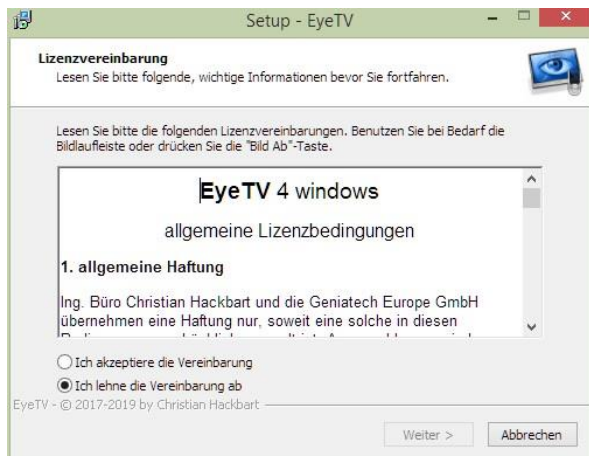 Setup - EyeTV
Lizenzvereinbarung
Lesen Sie bitte folgende, wichtige Informationen bevor Sie fortfahren.
Lesen Sie bitte die folgenden Lizenzvereinbarungen. Benutzen Sie bei Bedarf die
Bildlaufleiste oder drücken Sie die "Bild Ab"-Taste.
EyeTV 4 windows
allgemeine Lizenzbedingungen
1. allgemeine Haftung
Ing. Büro Christian Hackbart und die Geniatech Europe GmbH
übernehmen eine Haftung nur, soweit eine solche in diesen
Ich akzeptiere die Vereinbarung
Ich lehne die Vereinbarung ab
EyeTV - © 2017-2019 by Christian Hackbart
Weiter >
Abbrechen